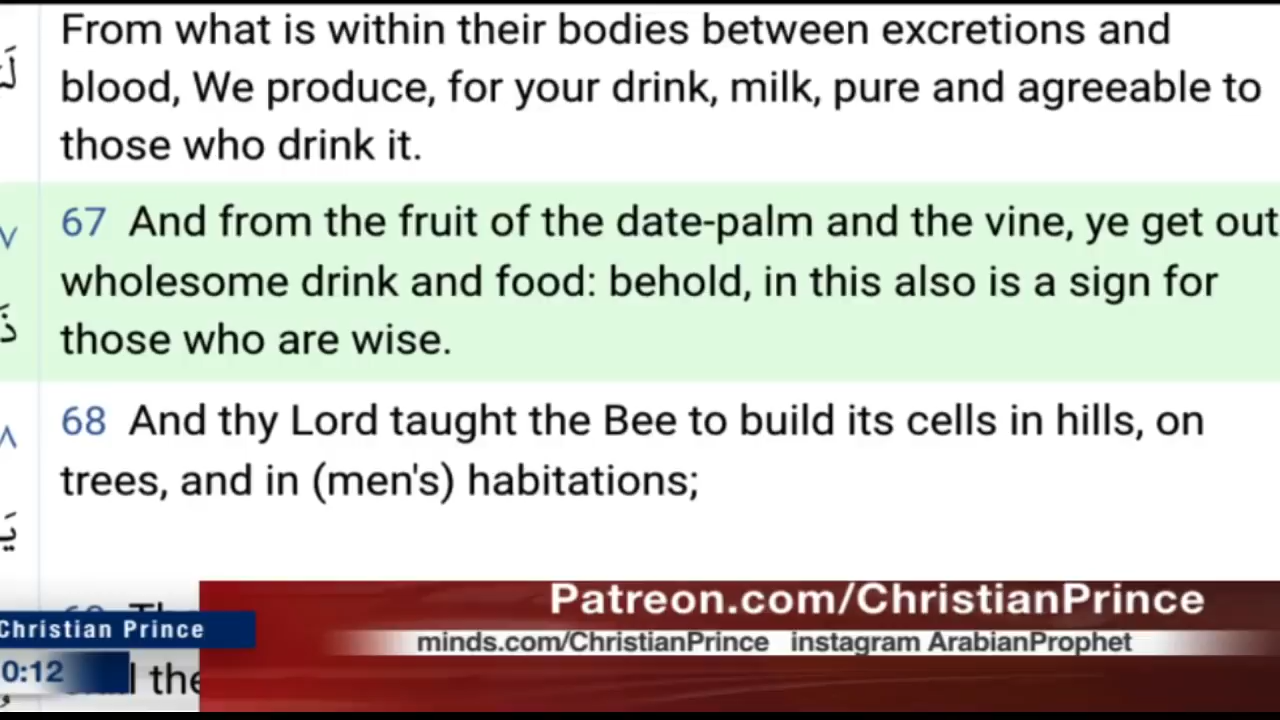 From what is within their bodies between excretions and
blood, We produce, for your drink, milk, pure and agreeable to
those who drink it.
67 And from the fruit of the date-palm and the vine, ye get out
wholesome drink and food: behold, in this also is a sign for
those who are wise.
68 And thy Lord taught the Bee to build its cells in hills, on
trees, and in (men's) habitations;
Patreon.com/ChristianPrince
Christian Prince
minds.com/ChristianPrince instagram ArabianProphet
0:12
the